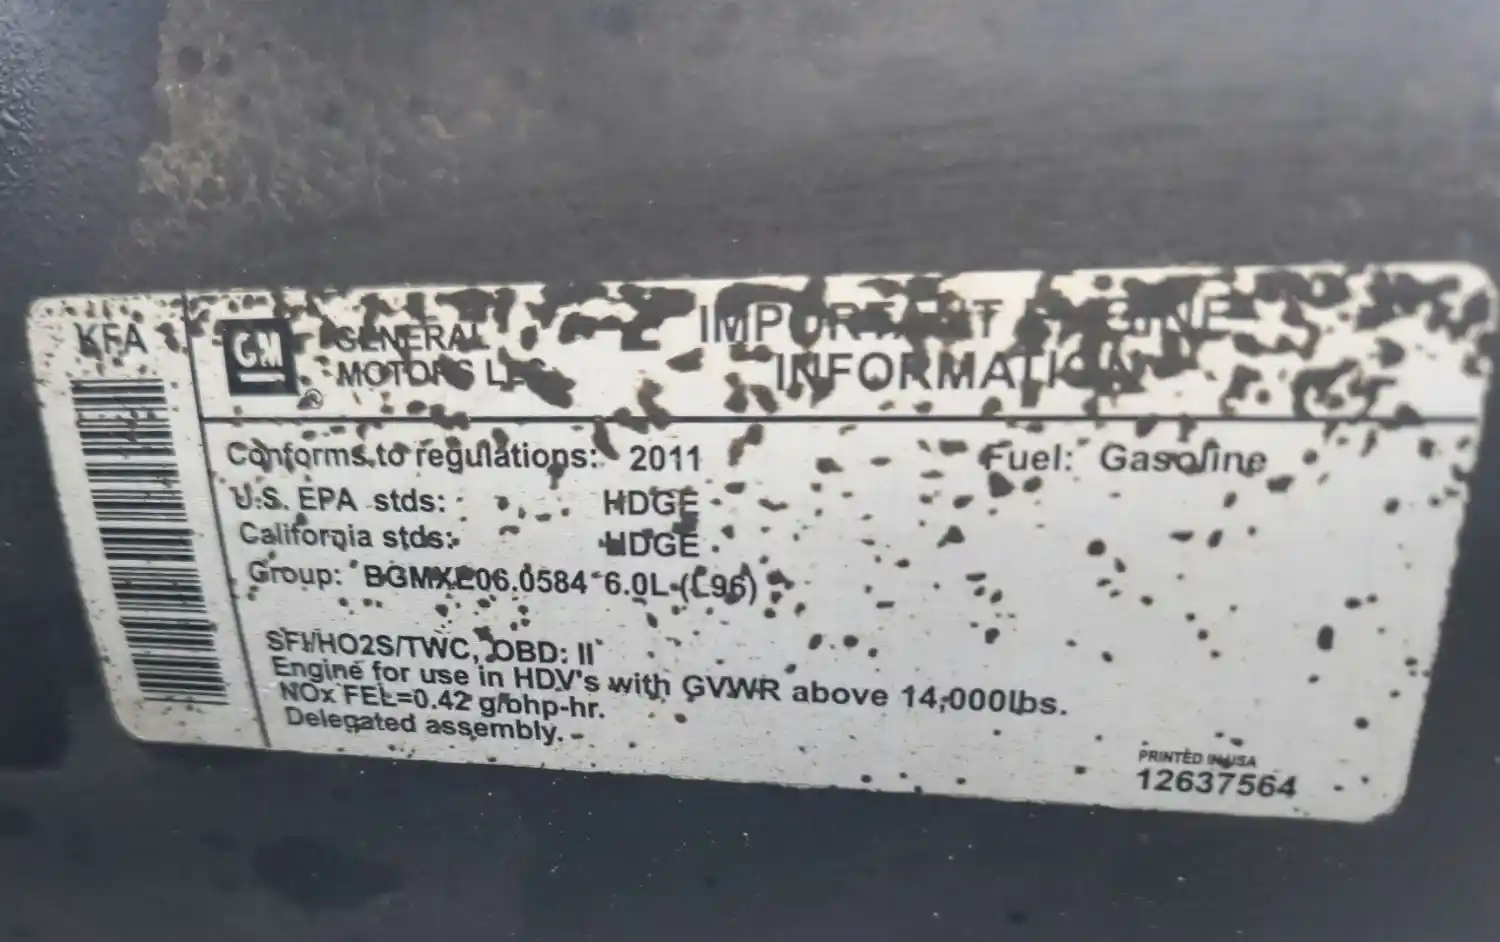 KFA
GM
®
GENERAL
MOTORS LLC
IMPORTANT ENGINE
INFORMATION
Conforms to regulations: 2011
Fuel: Gasoline
U.S. EPA stds: HDGE
California stds: HDGE
Group: BGMXE06.0584 6.0L (L96)
SFI/HO2S/TWC, OBD: II
Engine for use in HDV's with GVWR above 14,000lbs.
NOx FEL=0.42 g/bhp-hr.
Delegated assembly.
PRINTED IN USA
12637564